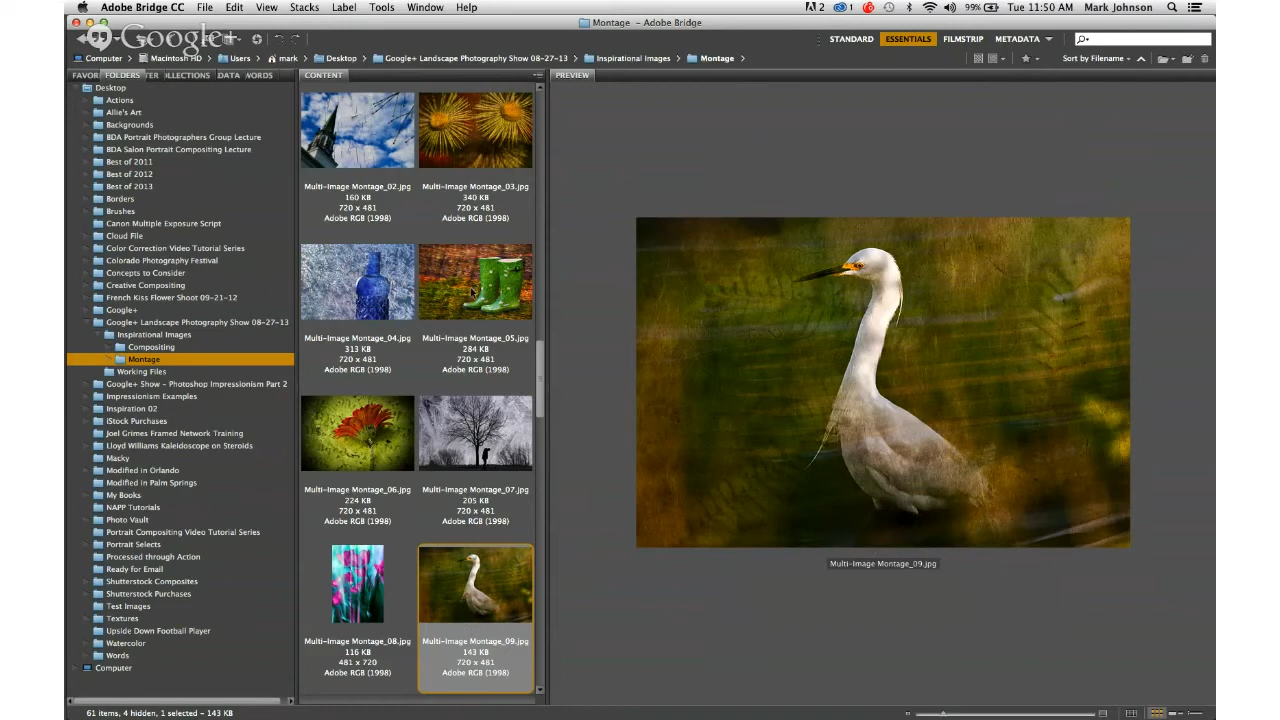 Adobe Bridge CC File Edit View Stacks Label Tools Window Help
2 1 99% Tue 11:50 AM Mark Johnson
Google+
Montage – Adobe Bridge
STANDARD ESSENTIALS FILMSTRIP METADATA
Computer Macintosh HD Users mark Desktop Google+ Landscape Photography Show 08-27-13 Inspirational Images Montage
Sort by Filename
FAVOR FOLDERS TER LLECTIONS DATA WORDS
Desktop
Actions
Allie's Art
Backgrounds
BDA Portrait Photographers Group Lecture
BDA Salon Portrait Compositing Lecture
Best of 2011
Best of 2012
Best of 2013
Borders
Brushes
Canon Multiple Exposure Script
Cloud File
Color Correction Video Tutorial Series
Colorado Photography Festival
Concepts to Consider
Creative Compositing
French Kiss Flower Shoot 09-21-12
Google+
Google+ Landscape Photography Show 08-27-13
Inspirational Images
Compositing
Montage
Working Files
Google+ Show - Photoshop Impressionism Part 2
Impressionism Examples
Inspiration 02
iStock Purchases
Joel Grimes Framed Network Training
Lloyd Williams Kaleidoscope on Steroids
Macky
Modified in Orlando
Modified in Palm Springs
My Books
NAPP Tutorials
Photo Vault
Portrait Compositing Video Tutorial Series
Portrait Selects
Processed through Action
Ready for Email
Shutterstock Composites
Shutterstock Purchases
Test Images
Textures
Upside Down Football Player
Watercolor
Words
Computer
CONTENT
Multi-Image Montage_02.jpg
160 KB
720 x 481
Adobe RGB (1998)
Multi-Image Montage_03.jpg
340 KB
720 x 481
Adobe RGB (1998)
Multi-Image Montage_04.jpg
313 KB
720 x 481
Adobe RGB (1998)
Multi-Image Montage_05.jpg
284 KB
720 x 481
Adobe RGB (1998)
Multi-Image Montage_06.jpg
224 KB
720 x 481
Adobe RGB (1998)
Multi-Image Montage_07.jpg
205 KB
720 x 481
Adobe RGB (1998)
Multi-Image Montage_08.jpg
116 KB
481 x 720
Adobe RGB (1998)
Multi-Image Montage_09.jpg
143 KB
720 x 481
Adobe RGB (1998)
PREVIEW
Multi-Image Montage_09.jpg
61 items, 4 hidden, 1 selected - 143 KB